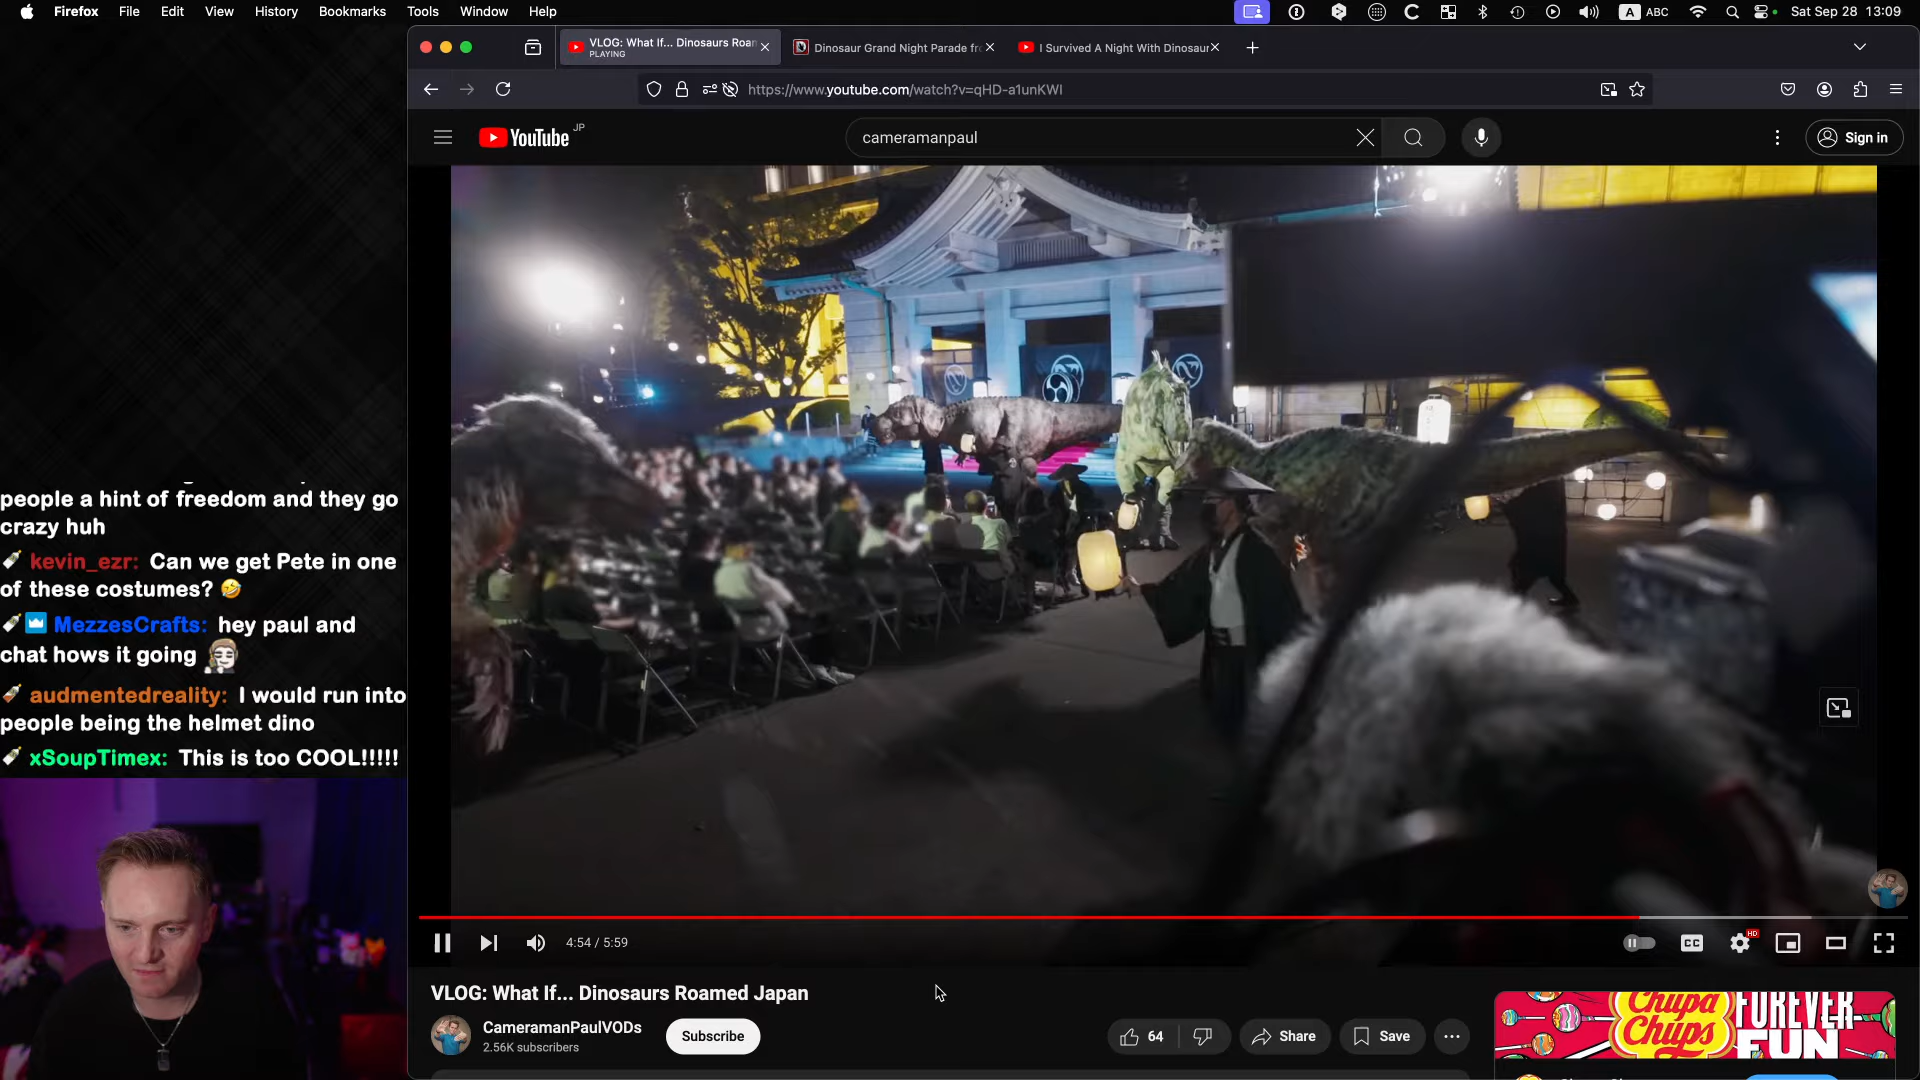 Firefox File Edit View History Bookmarks Tools Window Help
A ABC Sat Sep 28 13:09
VLOG: What If... Dinosaurs Roan
PLAYING
Dinosaur Grand Night Parade fr
I Survived A Night With Dinosaur
https://www.youtube.com/watch?v=qHD-a1unKWI
YouTube JP
cameramanpaul
Sign in
people a hint of freedom and they go
crazy huh
kevin_ezr: Can we get Pete in one
of these costumes? 🤣
MezzesCrafts: hey paul and
chat hows it going
audmentedreality: I would run into
people being the helmet dino
xSoupTimex: This is too COOL!!!!!
4:54 / 5:59
CC
HD
VLOG: What If... Dinosaurs Roamed Japan
CameramanPaulVODs
2.56K subscribers
Subscribe
64
Share
Save
Chupa
Chups
FOREVER
FUN